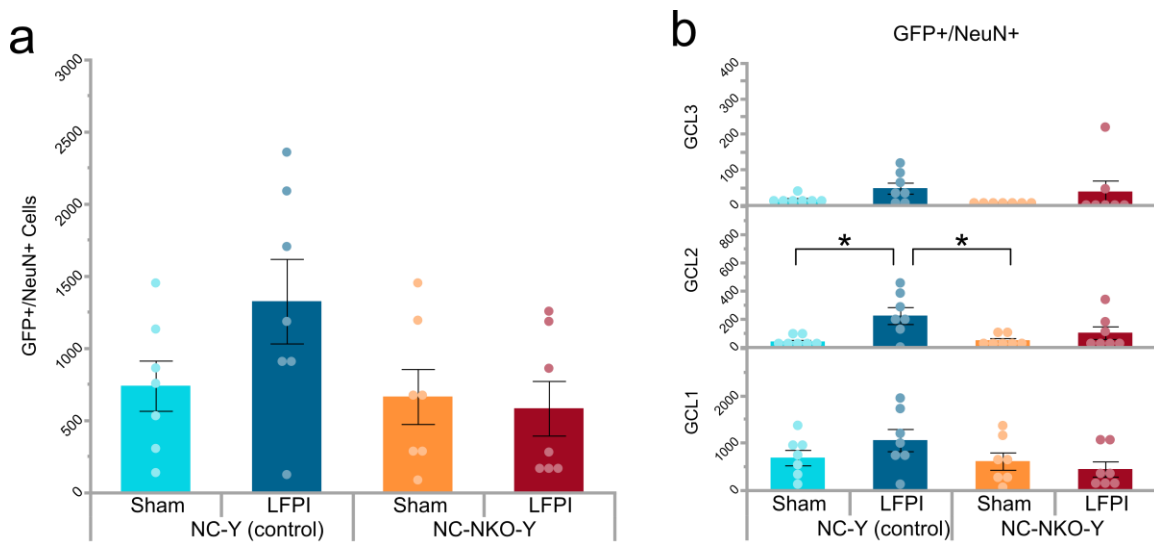 a
GFP+/NeuN+ Cells
3000
2500
2000
1500
1000
500
0
Sham
LFPI
Sham
LFPI
NC-Y (control)
NC-NKO-Y
b
GFP+/NeuN+
GCL3
400
300
200
100
0
GCL2
800
600
400
200
0
*
*
GCL1
2000
1000
0
Sham
LFPI
Sham
LFPI
NC-Y (control)
NC-NKO-Y